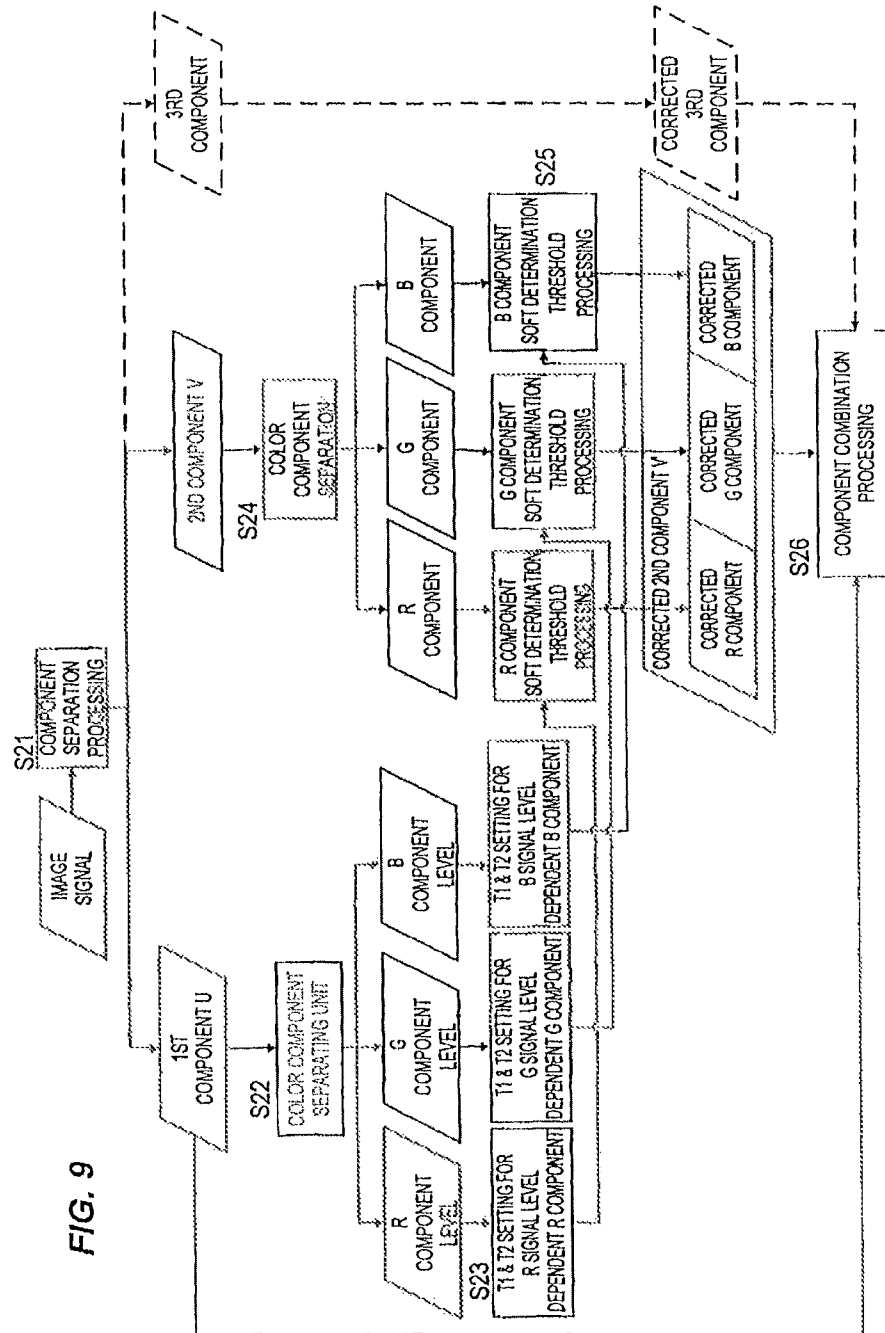 FIG. 9
IMAGE
SIGNAL
S21
COMPONENT
SEPARATION
PROCESSING
1ST
COMPONENT U
2ND COMPONENT V
3RD
COMPONENT
S22
COLOR COMPONENT
SEPARATING UNIT
S24
COLOR
COMPONENT
SEPARATION
R
COMPONENT
LEVEL
G
COMPONENT
LEVEL
B
COMPONENT
LEVEL
R
COMPONENT
G
COMPONENT
B
COMPONENT
S23
T1 & T2 SETTING FOR
R SIGNAL LEVEL
DEPENDENT R COMPONENT
T1 & T2 SETTING FOR
G SIGNAL LEVEL
DEPENDENT G COMPONENT
T1 & T2 SETTING FOR
B SIGNAL LEVEL
DEPENDENT B COMPONENT
R COMPONENT
SOFT DETERMINATION
THRESHOLD
PROCESSING
G COMPONENT
SOFT DETERMINATION
THRESHOLD
PROCESSING
B COMPONENT
SOFT DETERMINATION
THRESHOLD
PROCESSING
S25
CORRECTED 2ND COMPONENT V
CORRECTED
R COMPONENT
CORRECTED
G COMPONENT
CORRECTED
B COMPONENT
CORRECTED
3RD
COMPONENT
S26
COMPONENT COMBINATION
PROCESSING